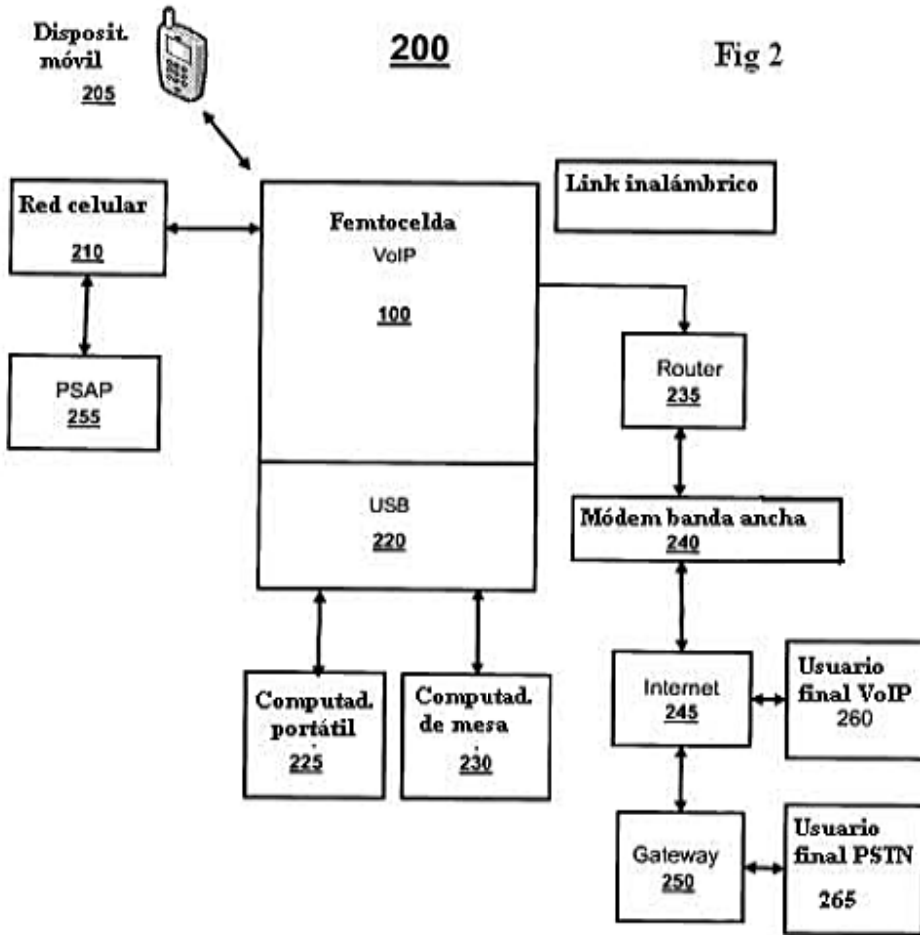 Disposit.
móvil
205
200
Fig 2
Red celular
210
Femtocelda
VoIP
100
Link inalámbrico
PSAP
255
Router
235
USB
220
Módem banda ancha
240
Computad.
portátil
225
Computad.
de mesa
230
Internet
245
Usuario
final VoIP
260
Gateway
250
Usuario
final PSTN
265